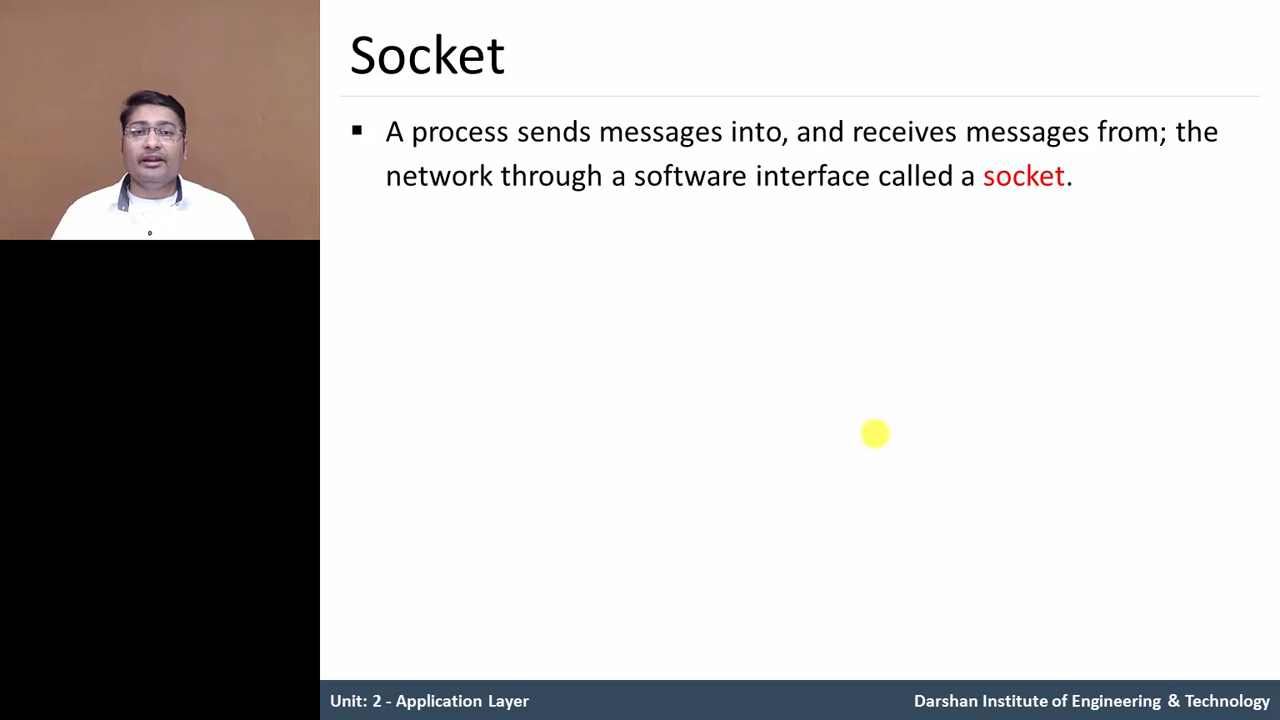 Socket
▪ A process sends messages into, and receives messages from; the
network through a software interface called a socket.
Unit: 2 - Application Layer
Darshan Institute of Engineering & Technology